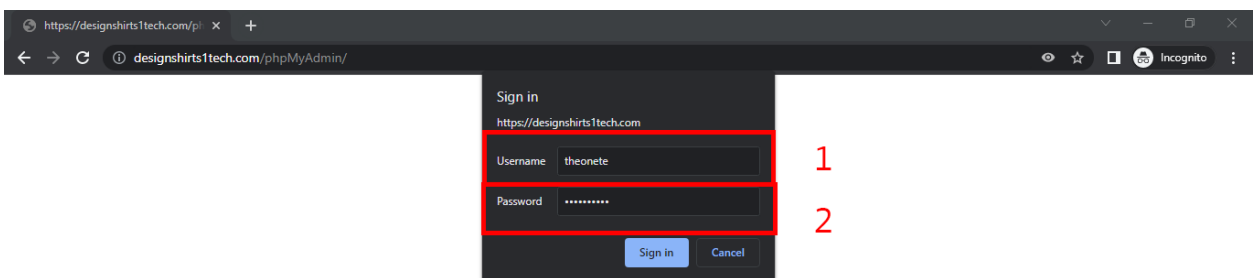 https://designshirts1tech.com/ph
designshirts1tech.com/phpMyAdmin/
Incognito
Sign in
https://designshirts1tech.com
Username theonete
1
Password ••••••••••
2
Sign in Cancel